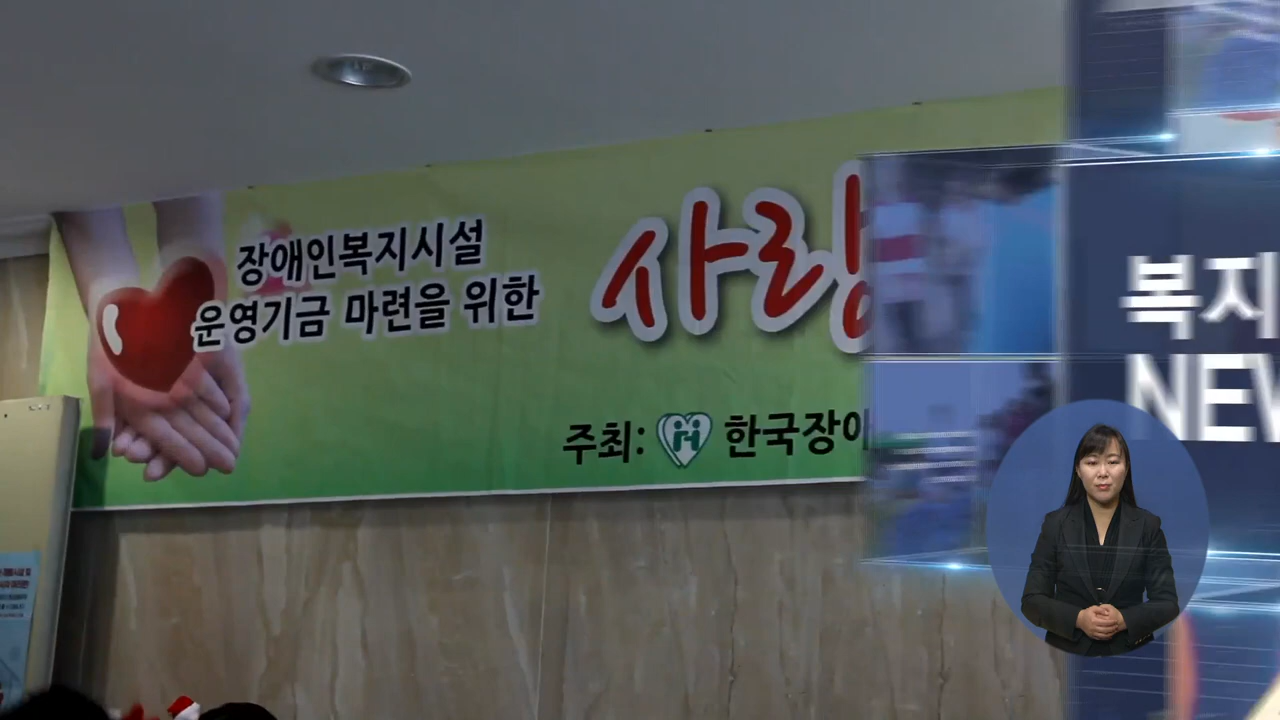 장애인복지시설
운영기금 마련을 위한
사랑
주최: 한국장애
복지
NEW